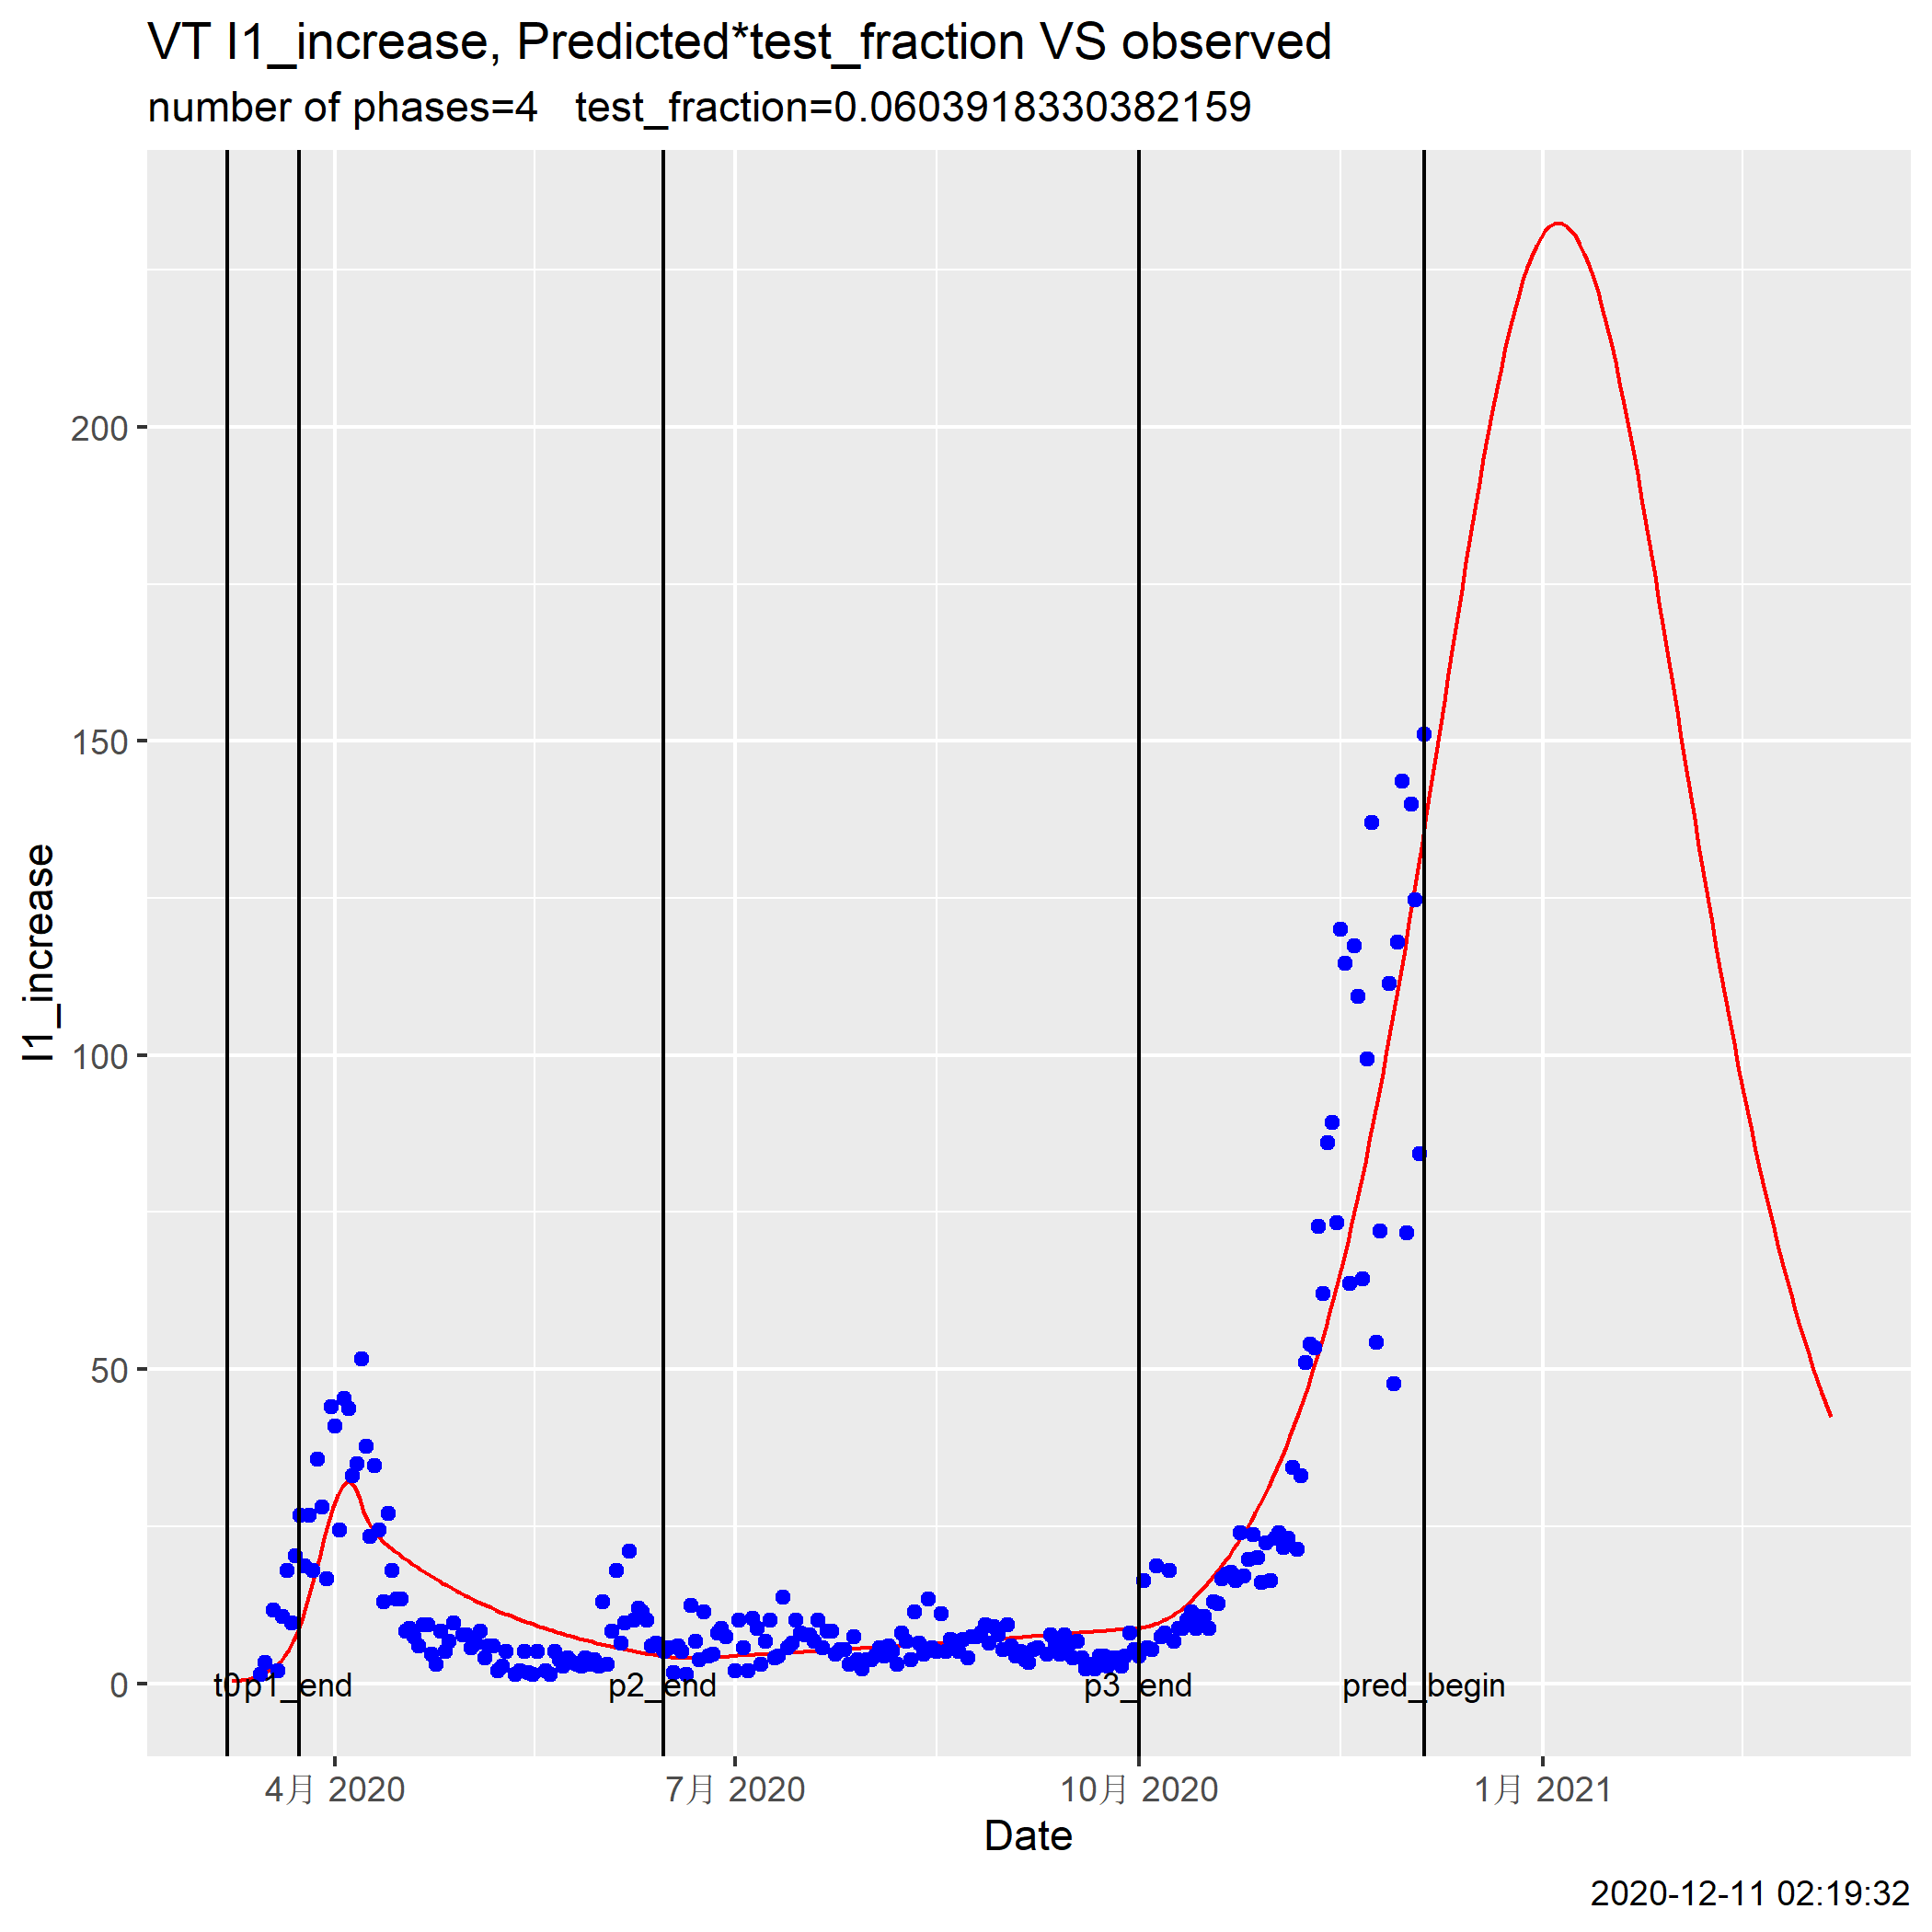 VT I1_increase, Predicted*test_fraction VS observed
number of phases=4   test_fraction=0.0603918330382159
I1_increase
200
150
100
50
0
t0 p1_end p2_end p3_end pred_begin
4月 2020 7月 2020 10月 2020 1月 2021
Date
2020-12-11 02:19:32